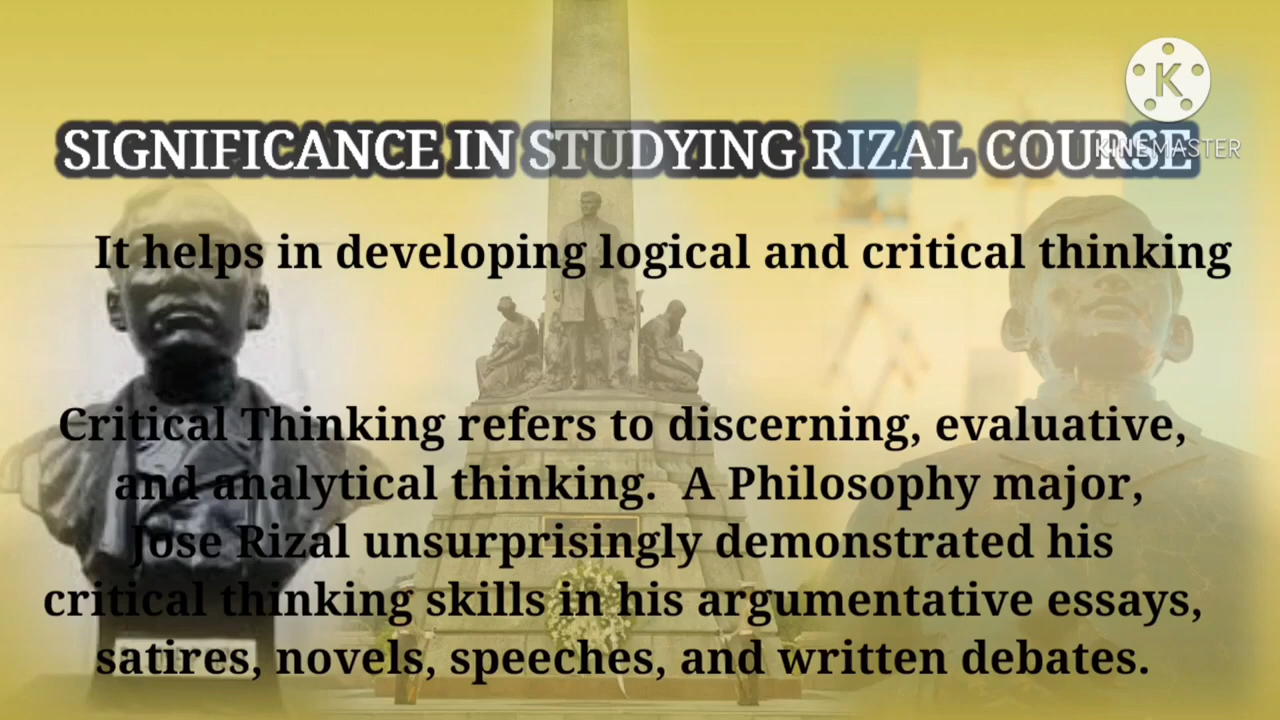 K
KINEMASTER
SIGNIFICANCE IN STUDYING RIZAL COURSE
It helps in developing logical and critical thinking
Critical Thinking refers to discerning, evaluative,
and analytical thinking.  A Philosophy major,
Jose Rizal unsurprisingly demonstrated his
critical thinking skills in his argumentative essays,
satires, novels, speeches, and written debates.